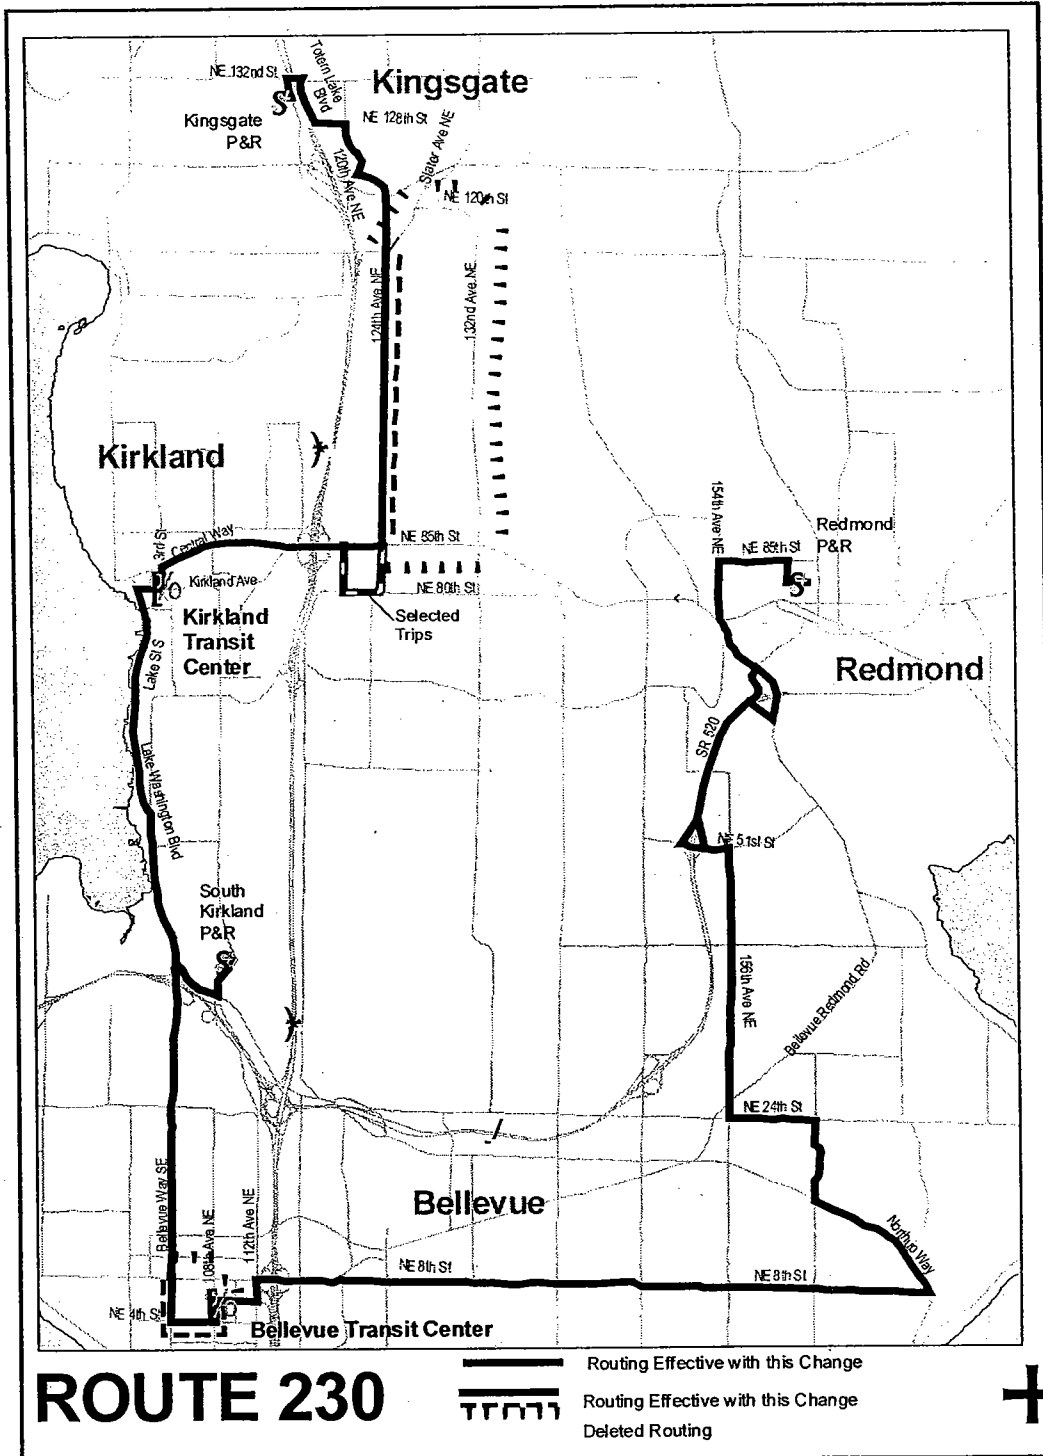 NE 132nd St
Totem Lake
Blvd
Kingsgate
Kingsgate
P&R
NE 128th St
Slater Ave NE
120th Ave NE
NE 120th St
124th Ave NE
132nd Ave NE
Kirkland
154th Ave NE
Redmond
P&R
3rd St
Central Way
NE 85th St
NE 85th St
Kirkland Ave
NE 80th St
Kirkland
Transit
Center
Selected
Trips
Lake St S
Redmond
SR 520
Lake Washington Blvd
NE 51st St
South
Kirkland
P&R
156th Ave NE
Bellevue Redmond Rd
NE 24th St
Bellevue Way SE
108th Ave NE
112th Ave NE
Bellevue
Northup Way
NE 8th St
NE 8th St
NE 4th St
Bellevue Transit Center
ROUTE 230
Routing Effective with this Change
Routing Effective with this Change
Deleted Routing